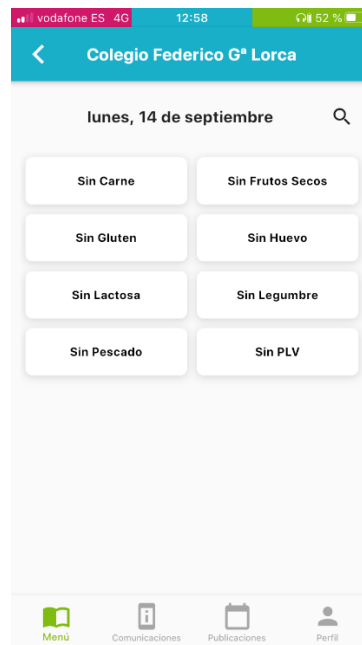 vodafone ES 4G 12:58 52 %
Colegio Federico Gª Lorca
lunes, 14 de septiembre
Sin Carne Sin Frutos Secos
Sin Gluten Sin Huevo
Sin Lactosa Sin Legumbre
Sin Pescado Sin PLV
Menú Comunicaciones Publicaciones Perfil